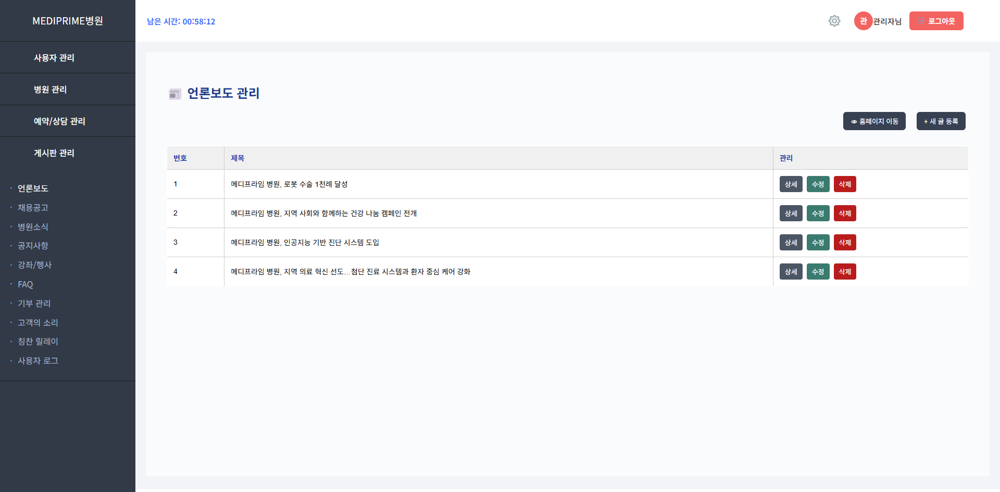 MEDIPRIME병원
남은 시간: 00:58:12
관 관리자님 로그아웃
사용자 관리
병원 관리
예약/상담 관리
게시판 관리
· 언론보도
· 채용공고
· 병원소식
· 공지사항
· 강좌/행사
· FAQ
· 기부 관리
· 고객의 소리
· 칭찬 릴레이
· 사용자 로그
언론보도 관리
홈페이지 이동 + 새 글 등록
번호 제목 관리
1 메디프라임 병원, 로봇 수술 1천례 달성 상세 수정 삭제
2 메디프라임 병원, 지역 사회와 함께하는 건강 나눔 캠페인 전개 상세 수정 삭제
3 메디프라임 병원, 인공지능 기반 진단 시스템 도입 상세 수정 삭제
4 메디프라임 병원, 지역 의료 혁신 선도...첨단 진료 시스템과 환자 중심 케어 강화 상세 수정 삭제